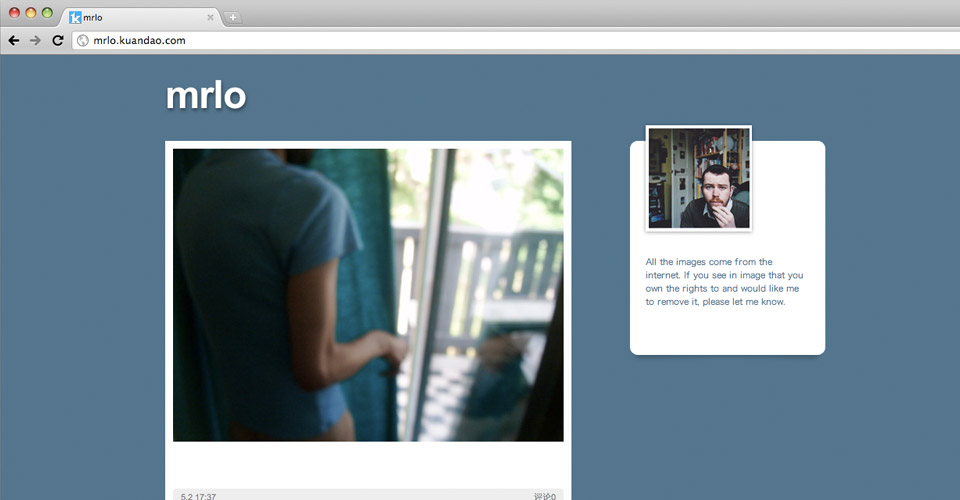 mrlo
mrlo.kuandao.com
mrlo
All the images come from the
internet. If you see in image that you
own the rights to and would like me
to remove it, please let me know.
5.2 17:37
评论0